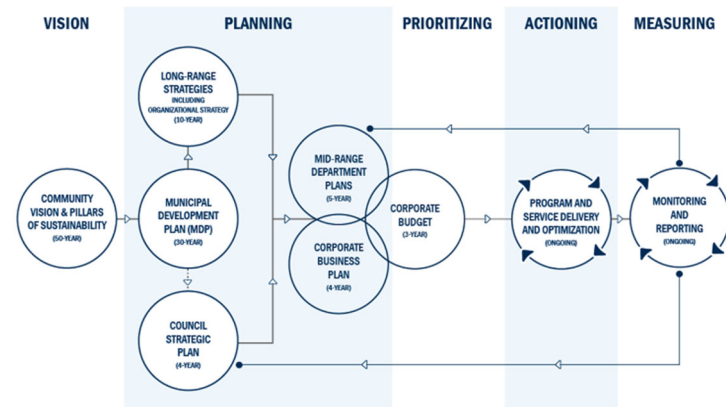 VISION
PLANNING
PRIORITIZING
ACTIONING
MEASURING
LONG-RANGE
STRATEGIES
INCLUDING
ORGANIZATIONAL STRATEGY
(10-YEAR)
COMMUNITY
VISION & PILLARS
OF SUSTAINABILITY
(50-YEAR)
MUNICIPAL
DEVELOPMENT
PLAN (MDP)
(30-YEAR)
COUNCIL
STRATEGIC
PLAN
(4-YEAR)
MID-RANGE
DEPARTMENT
PLANS
(5-YEAR)
CORPORATE
BUSINESS
PLAN
(4-YEAR)
CORPORATE
BUDGET
(3-YEAR)
PROGRAM AND
SERVICE DELIVERY
AND OPTIMIZATION
(ONGOING)
MONITORING
AND
REPORTING
(ONGOING)